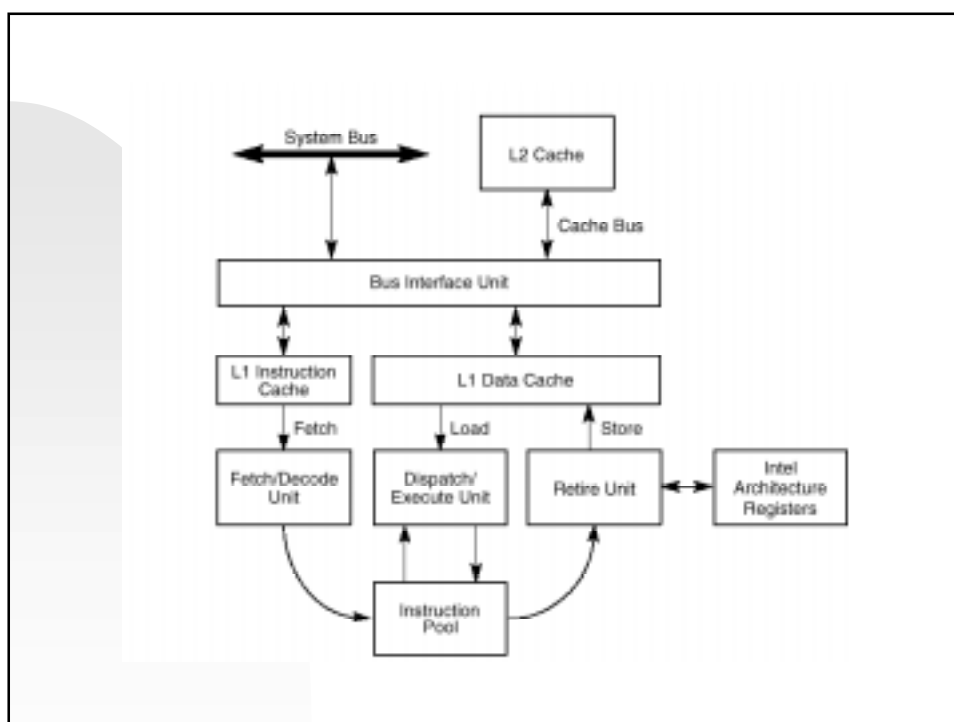 System Bus
L2 Cache
Cache Bus
Bus Interface Unit
L1 Instruction
Cache
L1 Data Cache
Fetch
Load
Store
Fetch/Decode
Unit
Dispatch/
Execute Unit
Retire Unit
Intel
Architecture
Registers
Instruction
Pool